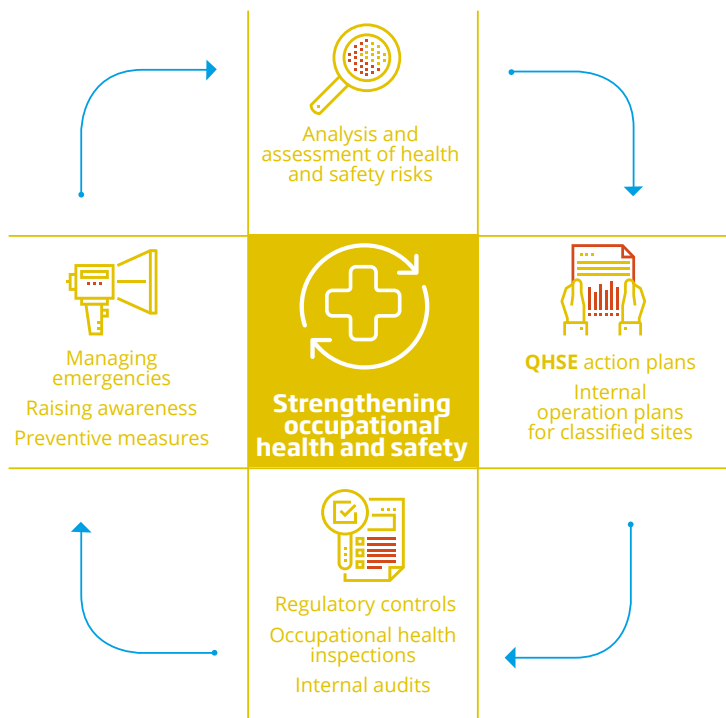 Analysis and
assessment of health
and safety risks
Managing
emergencies
Raising awareness
Preventive measures
Strengthening
occupational
health and safety
QHSE action plans
Internal
operation plans
for classified sites
Regulatory controls
Occupational health
inspections
Internal audits